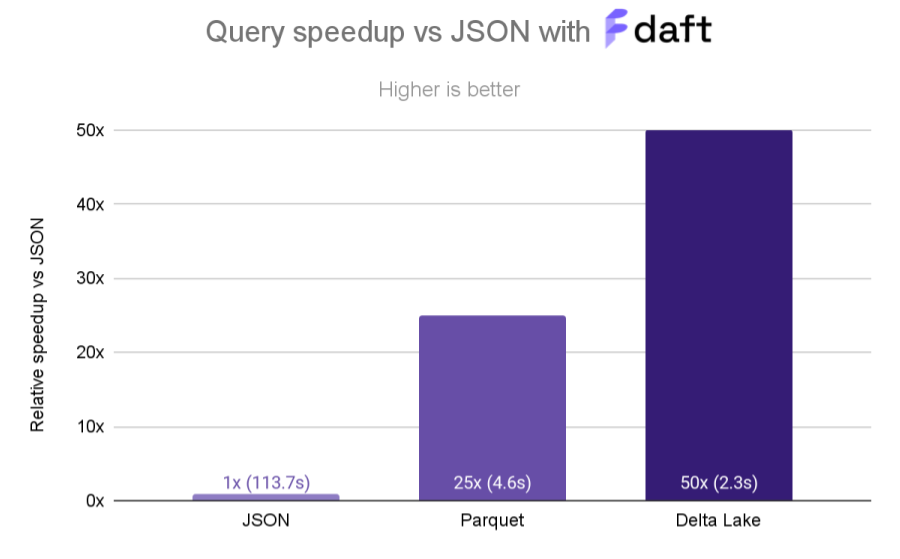 Query speedup vs JSON with daft
Higher is better
50x
40x
30x
20x
10x
0x
Relative speedup vs JSON
1x (113.7s)
25x (4.6s)
50x (2.3s)
JSON
Parquet
Delta Lake